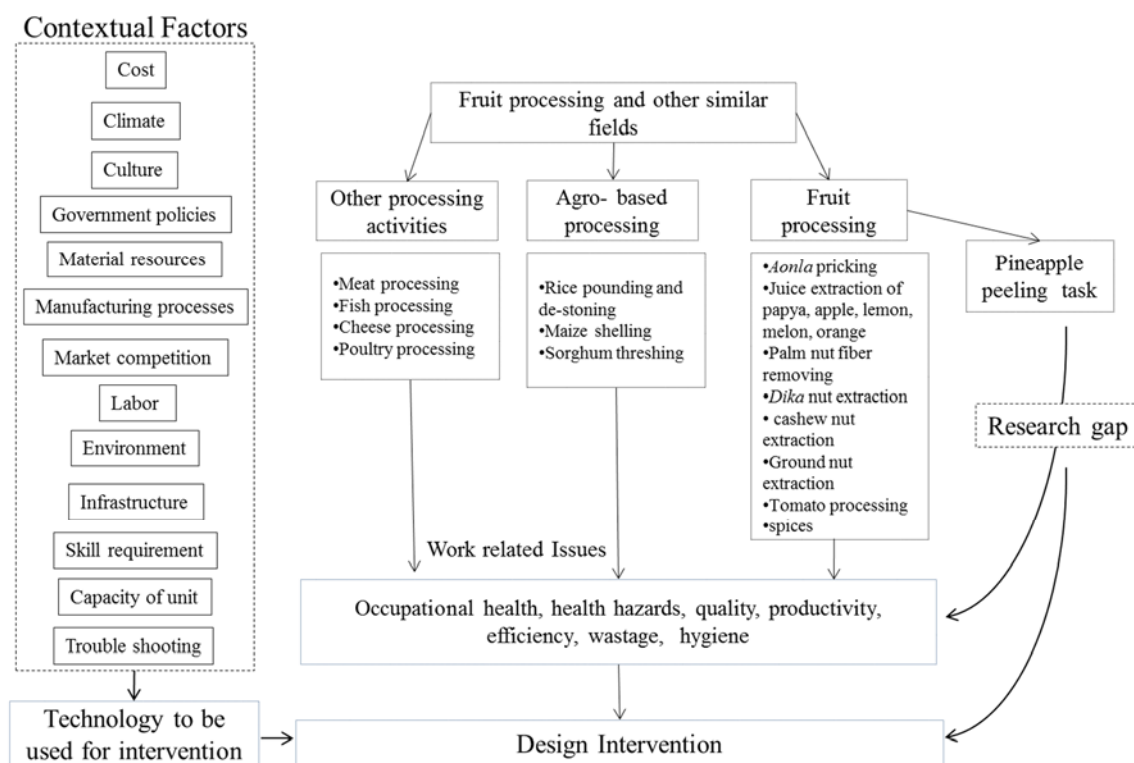 Contextual Factors
Cost
Climate
Culture
Government policies
Material resources
Manufacturing processes
Market competition
Labor
Environment
Infrastructure
Skill requirement
Capacity of unit
Trouble shooting
Technology to be
used for intervention
Fruit processing and other similar
fields
Other processing
activities
•Meat processing
•Fish processing
•Cheese processing
•Poultry processing
Agro- based
processing
•Rice pounding and
de-stoning
•Maize shelling
•Sorghum threshing
Fruit
processing
•Aonla pricking
•Juice extraction of
papya, apple, lemon,
melon, orange
•Palm nut fiber
removing
•Dika nut extraction
• cashew nut
extraction
•Ground nut
extraction
•Tomato processing
•spices
Pineapple
peeling task
Research gap
Work related Issues
Occupational health, health hazards, quality, productivity,
efficiency, wastage, hygiene
Design Intervention